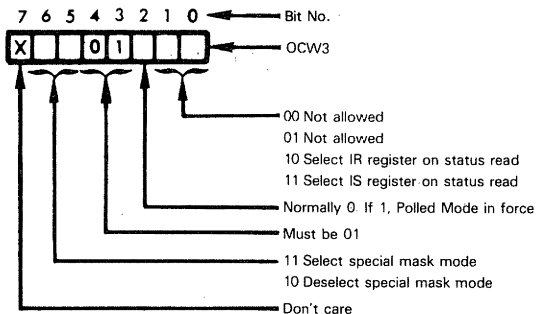 7 6 5 4 3 2 1 0 Bit No.
X 0 1 OCW3
00 Not allowed
01 Not allowed
10 Select IR register on status read
11 Select IS register on status read
Normally 0. If 1, Polled Mode in force
Must be 01
11 Select special mask mode
10 Deselect special mask mode
Don't care